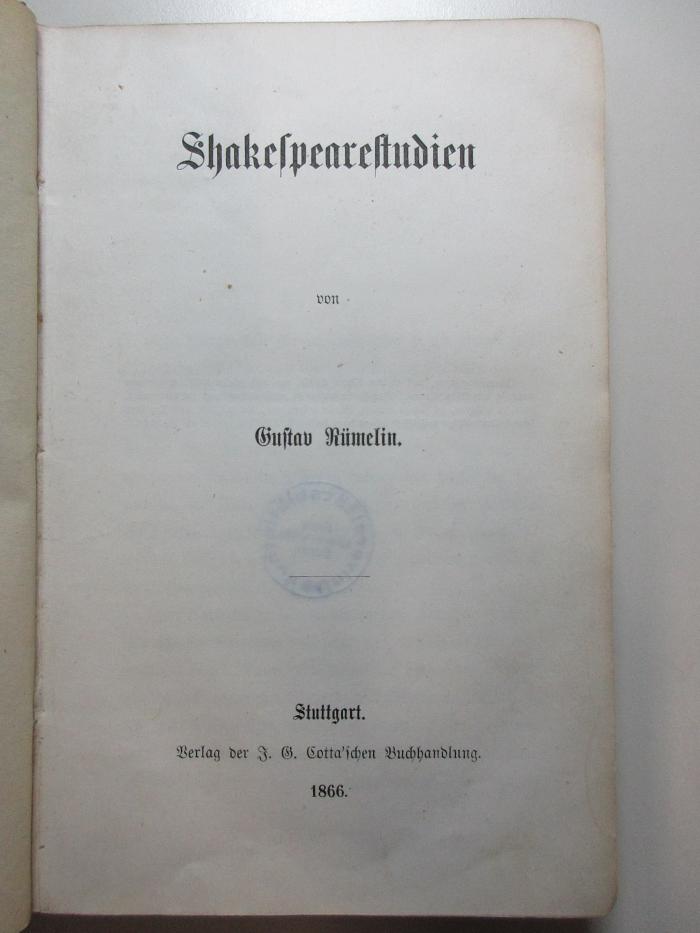 Shakespearestudien
von
Gustav Rümelin.
Stuttgart.
Verlag der J. G. Cotta'schen Buchhandlung.
1866.